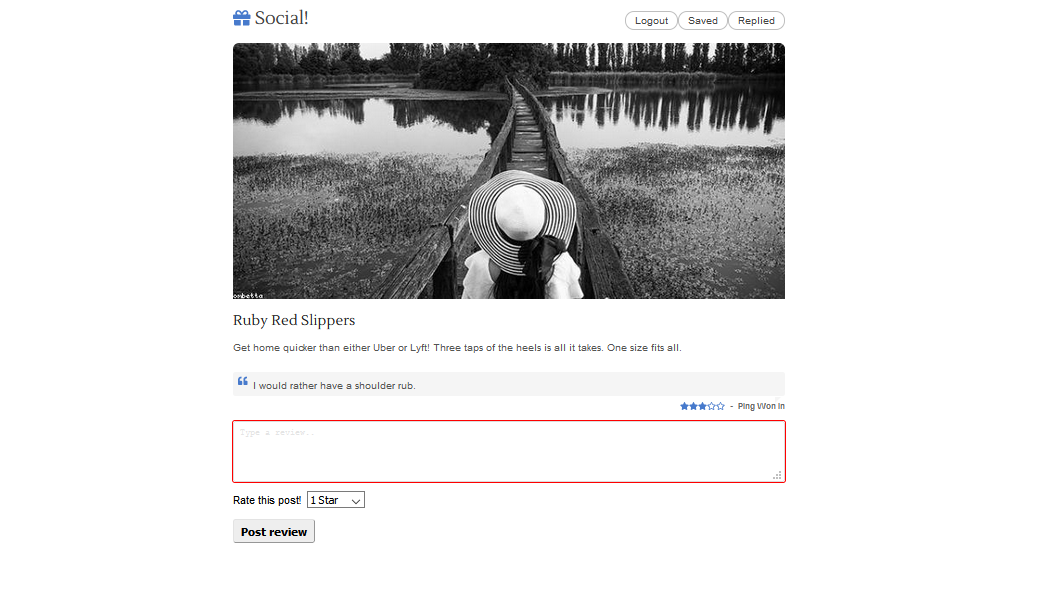 Social!
Logout Saved Replied
ombetta
Ruby Red Slippers
Get home quicker than either Uber or Lyft! Three taps of the heels is all it takes. One size fits all.
I would rather have a shoulder rub.
- Ping Won In
Type a review..
Rate this post! 1 Star
Post review